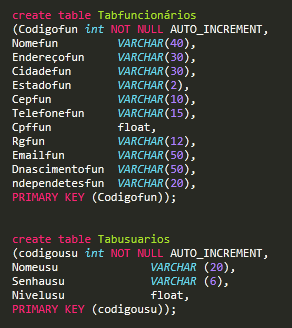 create table Tabfuncionários
(Codigofun int NOT NULL AUTO_INCREMENT,
Nomefun VARCHAR(40),
Endereçofun VARCHAR(30),
Cidadefun VARCHAR(30),
Estadofun VARCHAR(2),
Cepfun VARCHAR(10),
Telefonefun VARCHAR(15),
Cpffun float,
Rgfun VARCHAR(12),
Emailfun VARCHAR(50),
Dnascimentofun VARCHAR(50),
ndependetesfun VARCHAR(20),
PRIMARY KEY (Codigofun));
create table Tabusuarios
(codigousu int NOT NULL AUTO_INCREMENT,
Nomeusu VARCHAR (20),
Senhausu VARCHAR (6),
Nivelusu float,
PRIMARY KEY (codigousu));